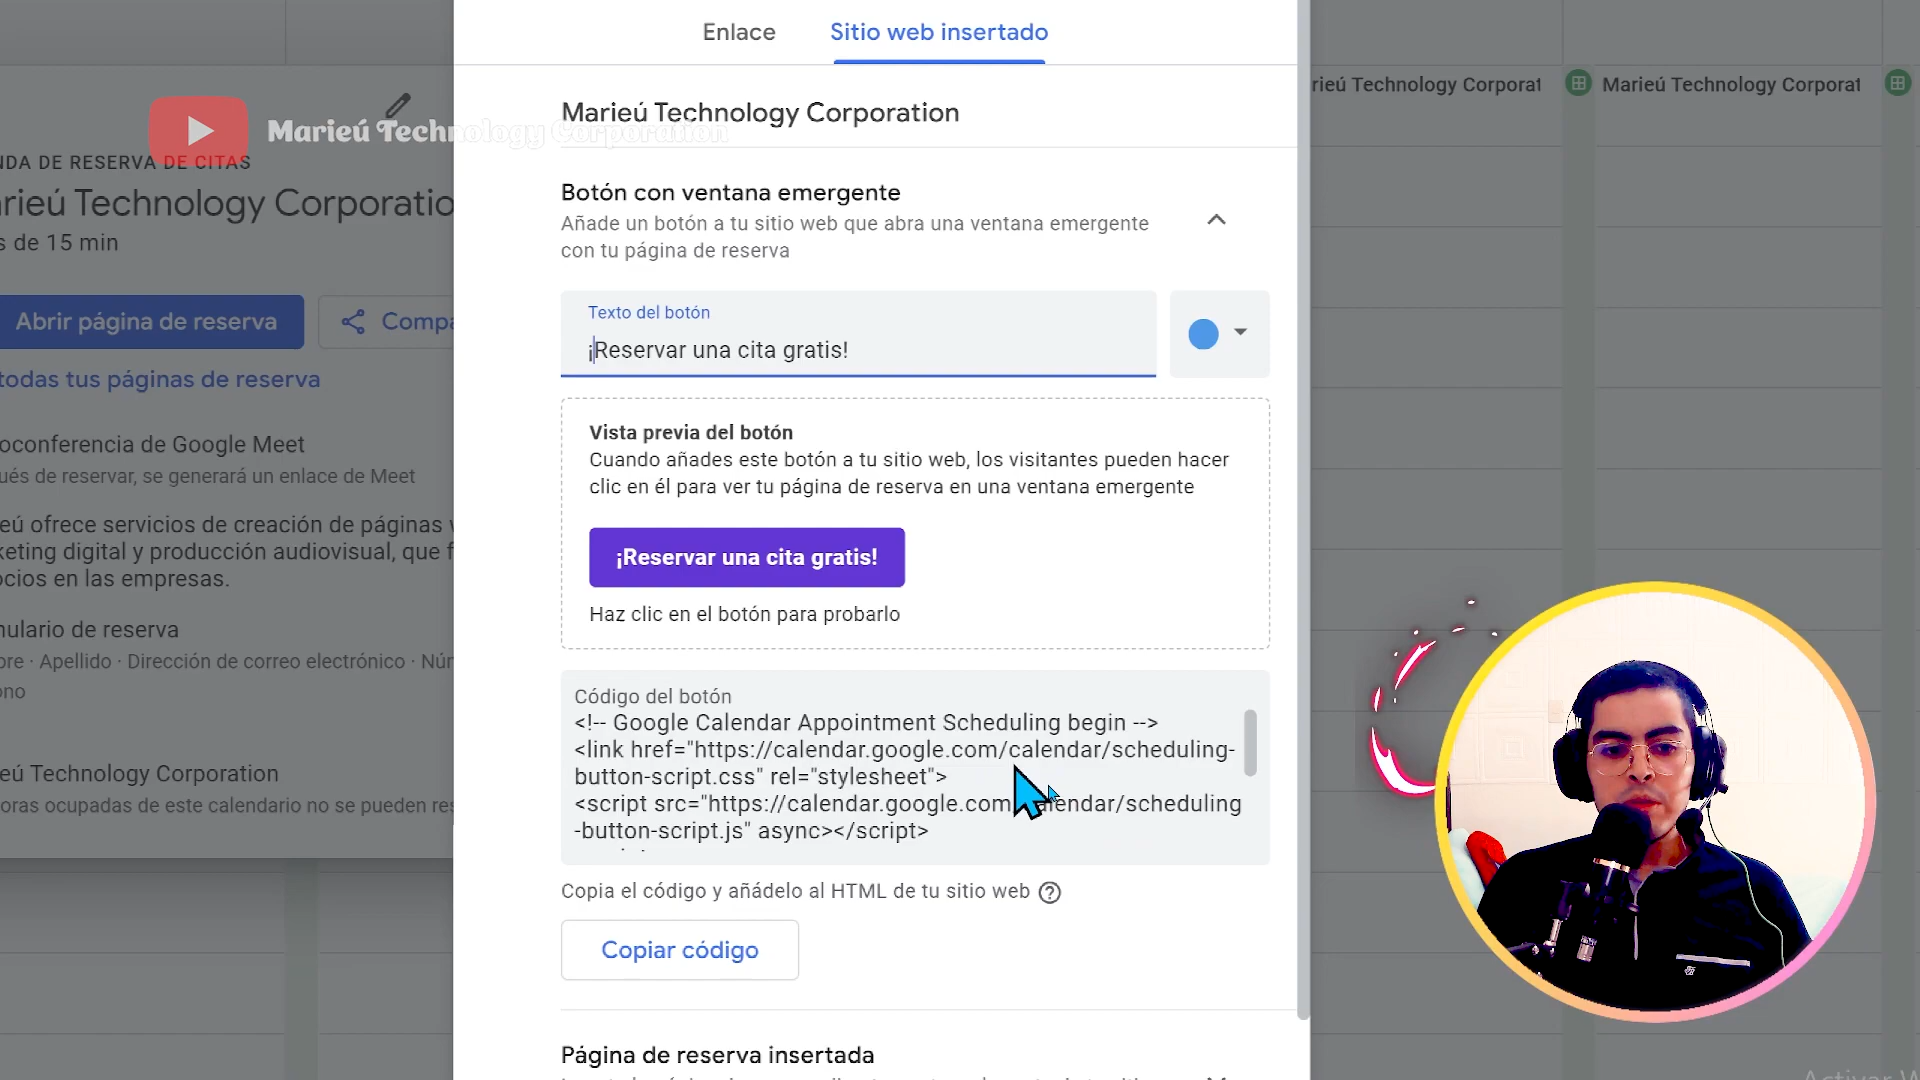 Enlace
Sitio web insertado
Marieú Technology Corporation
NDA DE RESERVA DE CITAS
rieú Technology Corporatio
s de 15 min
Abrir página de reserva
Compa
todas tus páginas de reserva
oconferencia de Google Meet
ués de reservar, se generará un enlace de Meet
eú ofrece servicios de creación de páginas
keting digital y producción audiovisual, que f
ocios en las empresas.
nulario de reserva
bre · Apellido · Dirección de correo electrónico · Núr
ono
eú Technology Corporation
oras ocupadas de este calendario no se pueden res
Marieú Technology Corporation
Botón con ventana emergente
Añade un botón a tu sitio web que abra una ventana emergente
con tu página de reserva
Texto del botón
¡Reservar una cita gratis!
Vista previa del botón
Cuando añades este botón a tu sitio web, los visitantes pueden hacer
clic en él para ver tu página de reserva en una ventana emergente
¡Reservar una cita gratis!
Haz clic en el botón para probarlo
Código del botón
<!-- Google Calendar Appointment Scheduling begin -->
<link href="https://calendar.google.com/calendar/scheduling-
button-script.css" rel="stylesheet">
<script src="https://calendar.google.com/calendar/scheduling
-button-script.js" async></script>
Copia el código y añádelo al HTML de tu sitio web
Copiar código
Página de reserva insertada
rieú Technology Corporat
Marieú Technology Corporat
Activar W